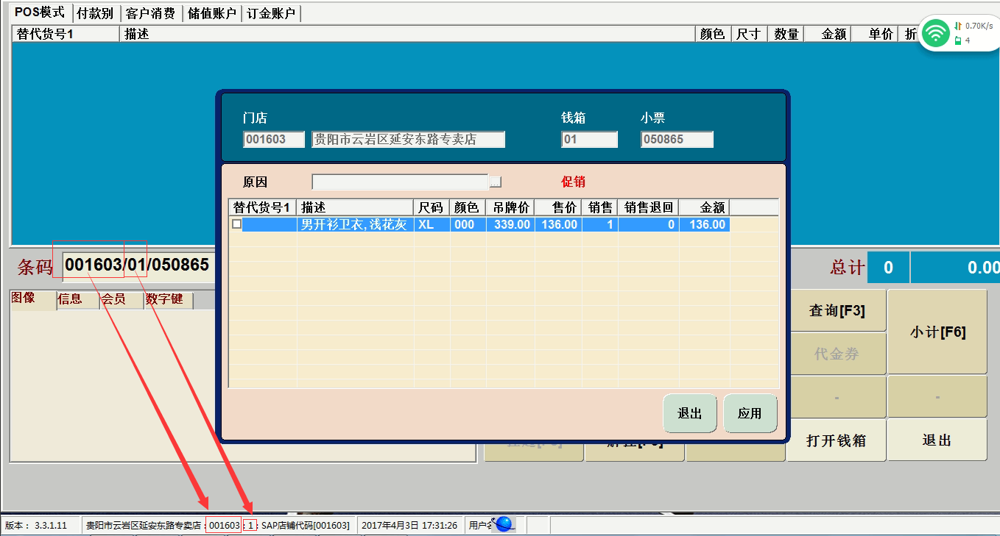 POS模式 付款别 客户消费 储值账户 订金账户
替代货号1 描述 颜色 尺寸 数量 金额 单价 折
0.70K/s
4
门店 钱箱 小票
001603 贵阳市云岩区延安东路专卖店 01 050865
原因 ... 促销
替代货号1 描述 尺码 颜色 吊牌价 售价 销售 销售退回 金额
男开衫卫衣,浅花灰 XL 000 339.00 136.00 1 0 136.00
条码 001603/01/050865 总计 0 0.00
图像 信息 会员 数字键
查询[F3]
小计[F6]
代金券
- -
退出 应用
打开钱箱 退出
版本： 3.3.1.11 贵阳市云岩区延安东路专卖店：001603：1：SAP店铺代码[001603] 2017年4月3日 17:31:26 用户